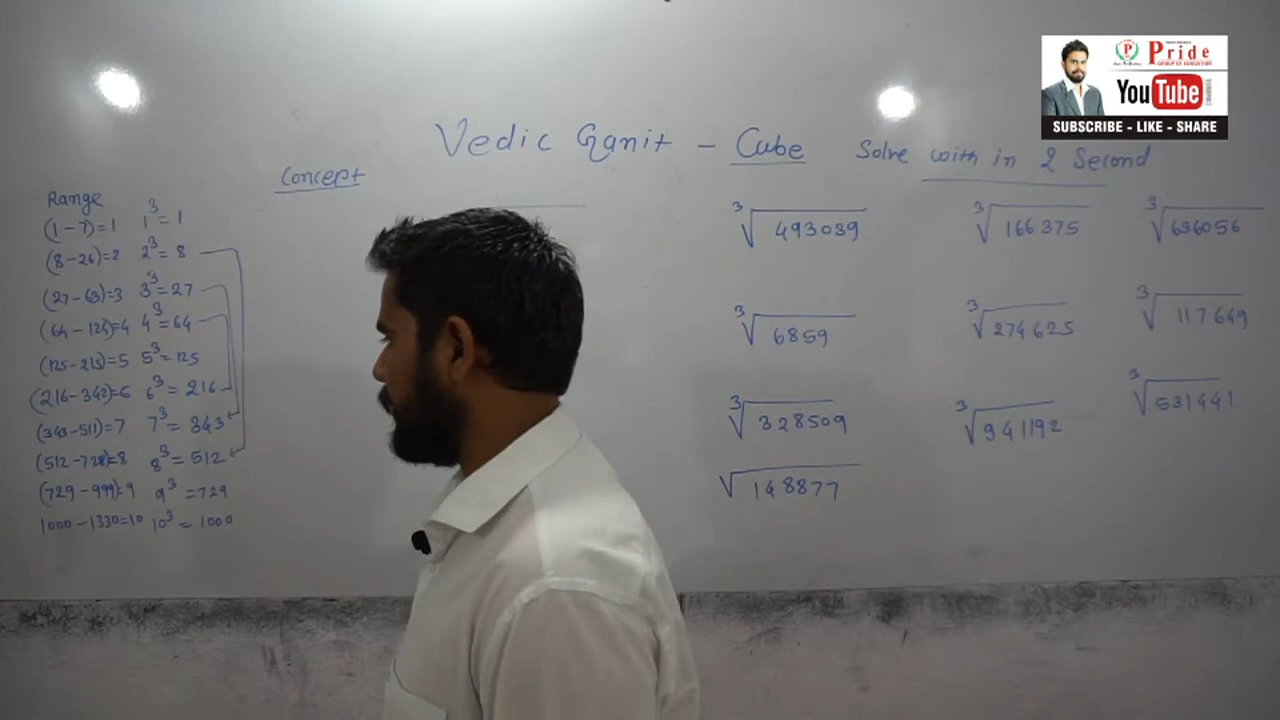 Pride
GROUP OF EDUCATION
YouTube
SUBSCRIBE - LIKE - SHARE
Vedic Ganit - Cube Solve with in 2 Second
Concept
Range
(1-7)=1 1³ = 1
(8-26)=2 2³ = 8
(27-63)=3 3³ = 27
(64-124)=4 4³ = 64
(125-215)=5 5³ = 125
(216-342)=6 6³ = 216
(343-511)=7 7³ = 343
(512-728)=8 8³ = 512
(729-999)=9 9³ = 729
1000-1330=10 10³ = 1000
³√493039 ³√166375 ³√636056
³√6859 ³√274625 ³√117649
³√328509 ³√941192 ³√531441
√148877